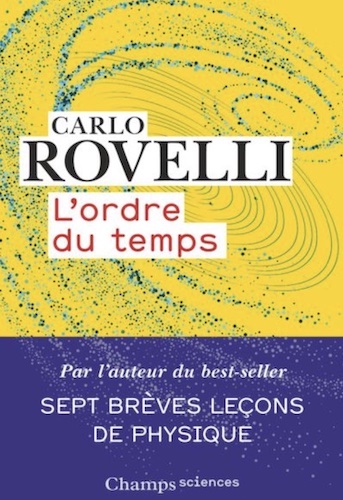 CARLO
ROVELLI
L'ordre
du temps
Par l'auteur du best-seller
SEPT BRÈVES LEÇONS
DE PHYSIQUE
Champs sciences